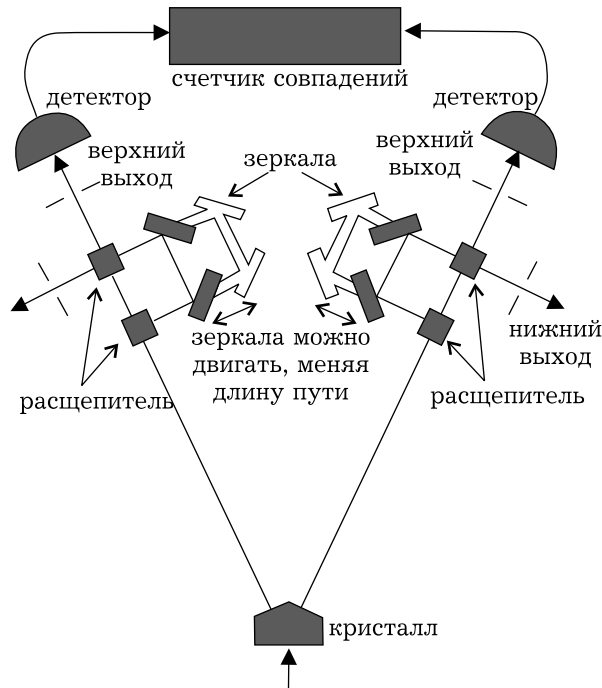 счетчик совпадений
детектор
детектор
верхний
выход
зеркала
верхний
выход
зеркала можно
двигать, меняя
длину пути
нижний
выход
расщепитель
расщепитель
кристалл